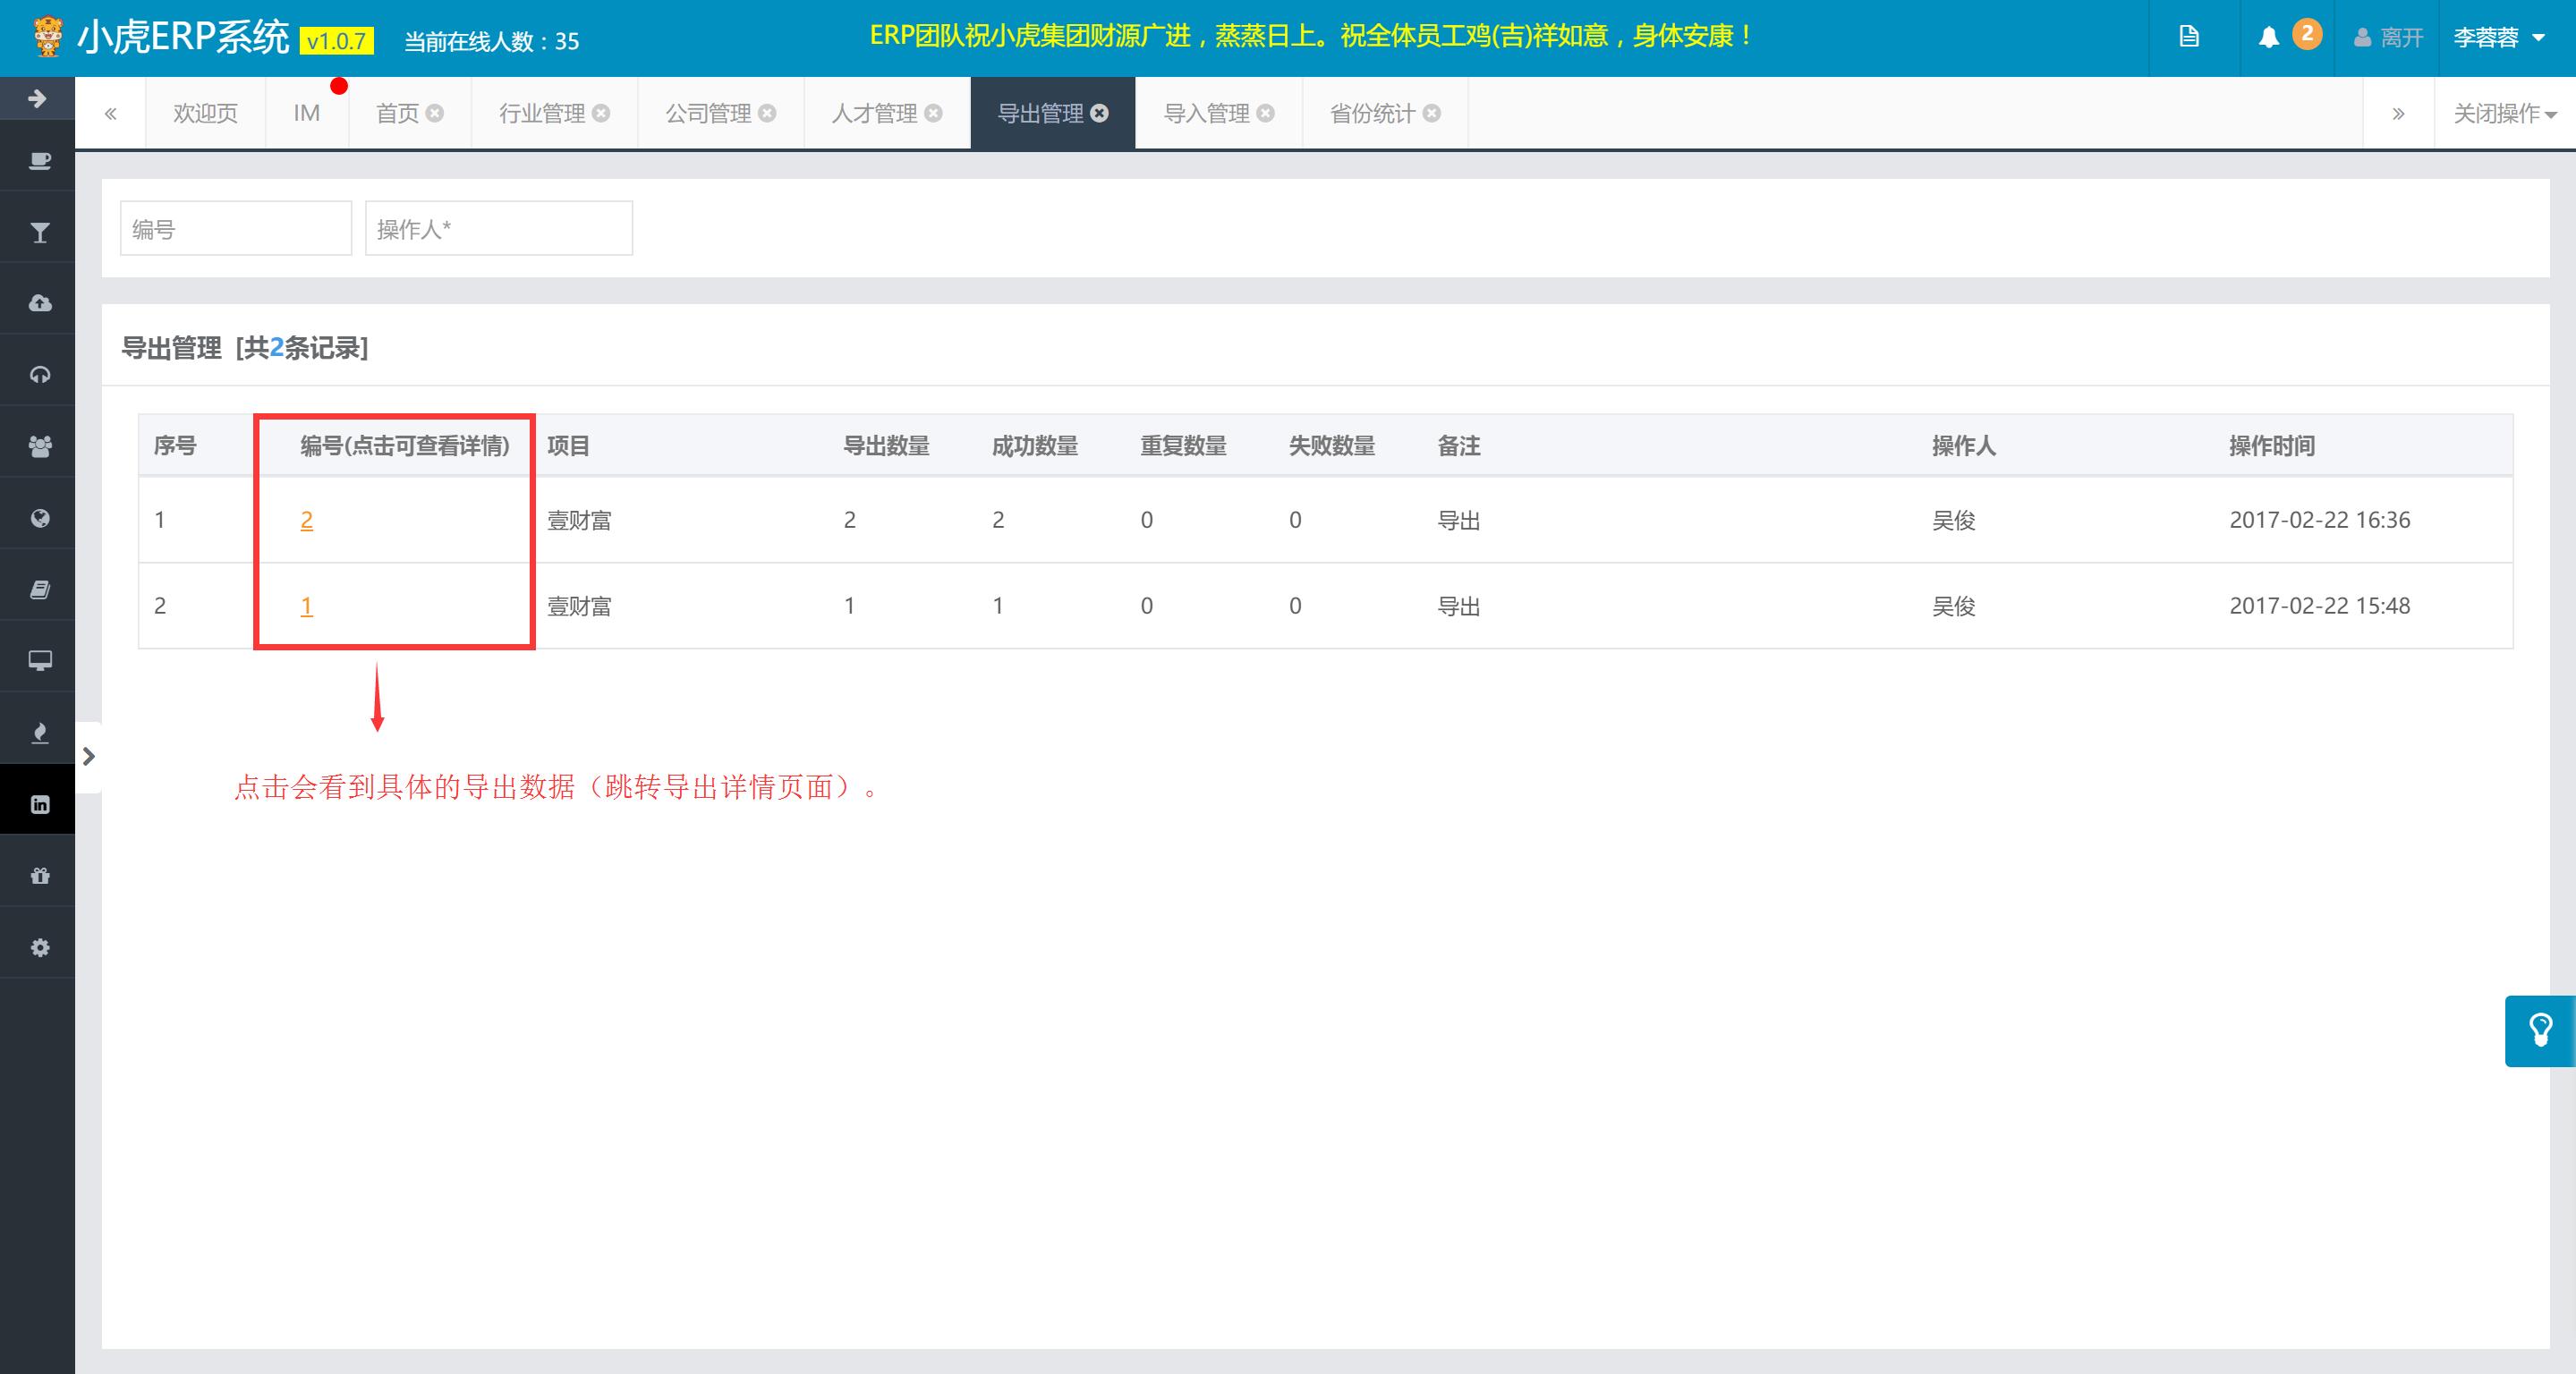 小虎ERP系统 v1.0.7 当前在线人数：35 ERP团队祝小虎集团财源广进，蒸蒸日上。祝全体员工鸡(吉)祥如意，身体安康！ 2 离开 李蓉蓉
欢迎页 IM 首页 行业管理 公司管理 人才管理 导出管理 导入管理 省份统计 关闭操作
编号 操作人*
导出管理 [共2条记录]
序号 编号(点击可查看详情) 项目 导出数量 成功数量 重复数量 失败数量 备注 操作人 操作时间
1 2 壹财富 2 2 0 0 导出 吴俊 2017-02-22 16:36
2 1 壹财富 1 1 0 0 导出 吴俊 2017-02-22 15:48
点击会看到具体的导出数据（跳转导出详情页面）。